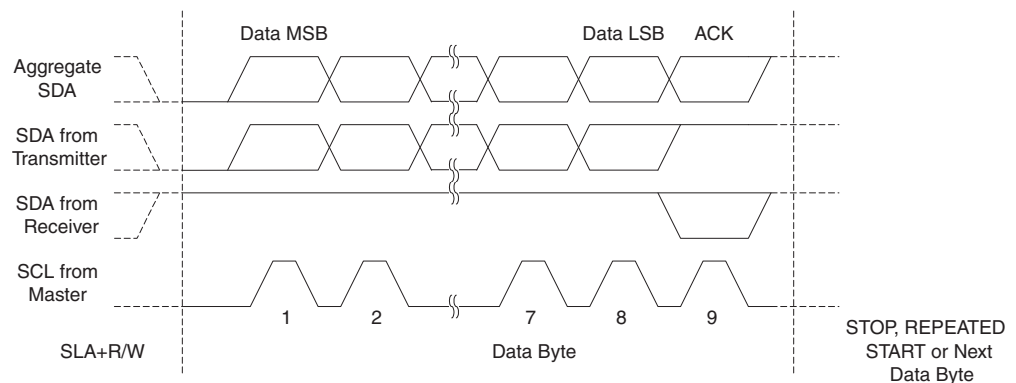 Data MSB
Data LSB
ACK
Aggregate
SDA
SDA from
Transmitter
SDA from
Receiver
SCL from
Master
1
2
7
8
9
SLA+R/W
Data Byte
STOP, REPEATED
START or Next
Data Byte